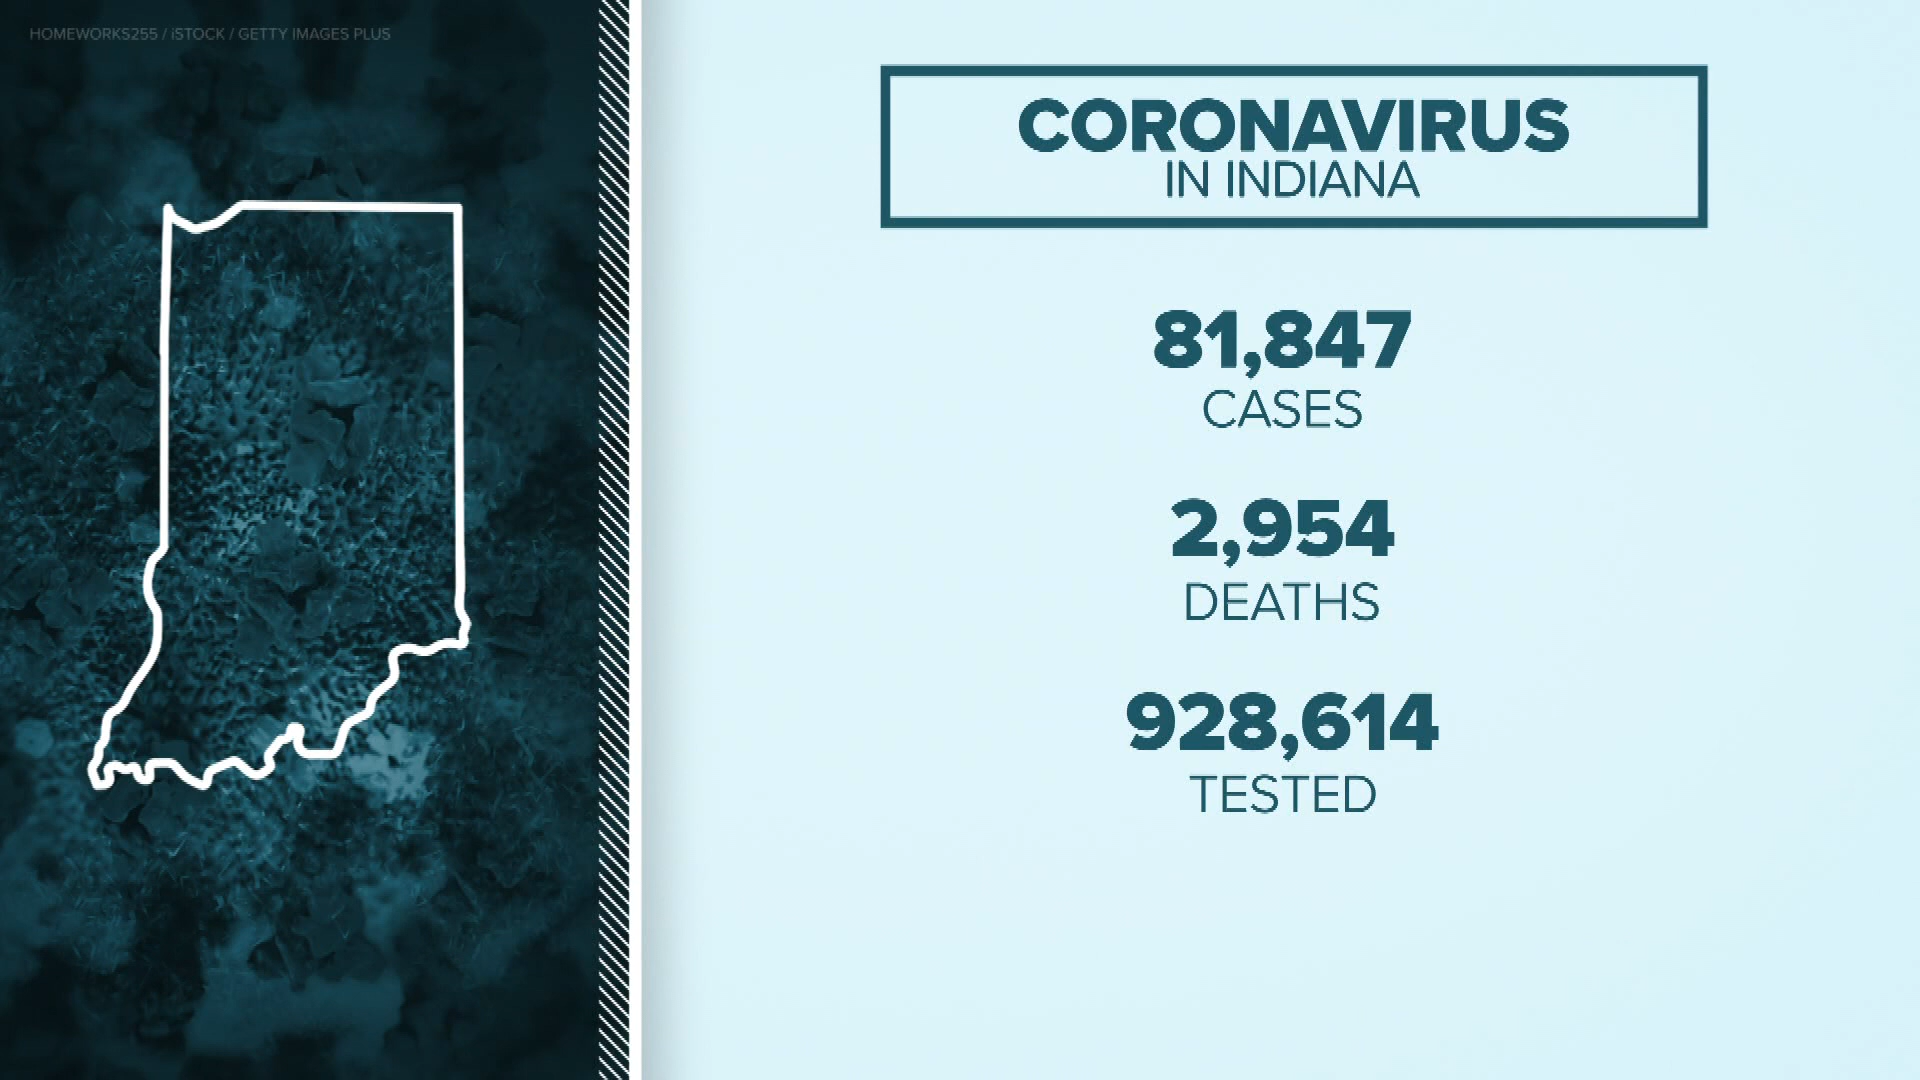 HOMEWORKS255 / iSTOCK / GETTY IMAGES PLUS
CORONAVIRUS
IN INDIANA
81,847
CASES
2,954
DEATHS
928,614
TESTED